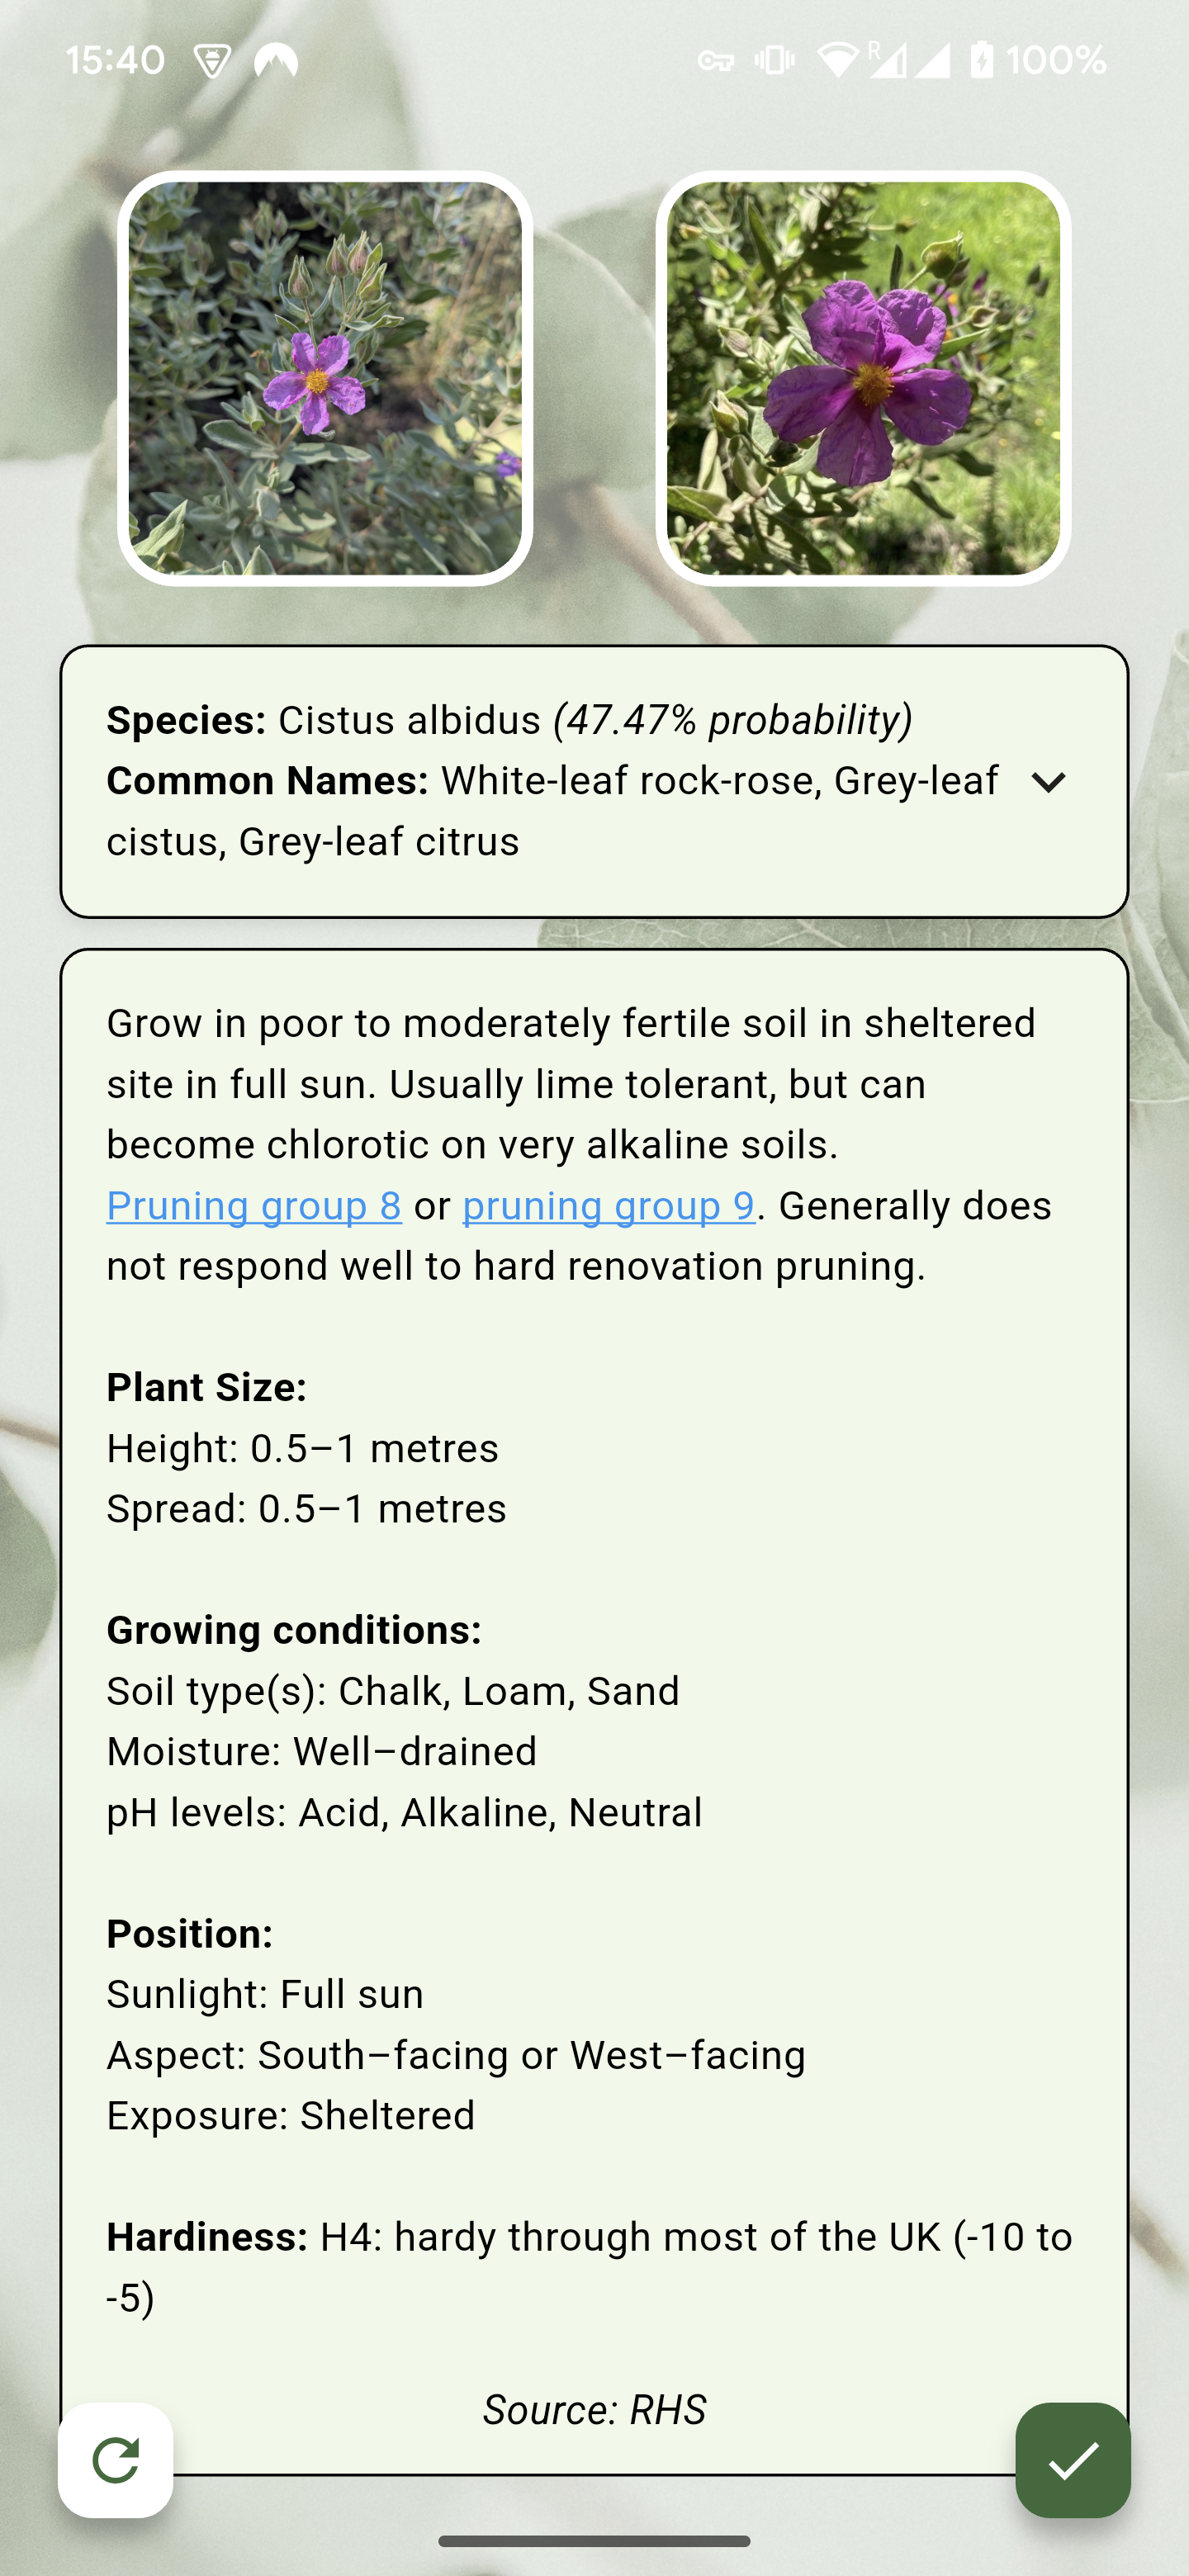 15:40
R
100%
Species: Cistus albidus (47.47% probability)
Common Names: White-leaf rock-rose, Grey-leaf
cistus, Grey-leaf citrus
Grow in poor to moderately fertile soil in sheltered
site in full sun. Usually lime tolerant, but can
become chlorotic on very alkaline soils.
Pruning group 8 or pruning group 9. Generally does
not respond well to hard renovation pruning.
Plant Size:
Height: 0.5–1 metres
Spread: 0.5–1 metres
Growing conditions:
Soil type(s): Chalk, Loam, Sand
Moisture: Well–drained
pH levels: Acid, Alkaline, Neutral
Position:
Sunlight: Full sun
Aspect: South–facing or West–facing
Exposure: Sheltered
Hardiness: H4: hardy through most of the UK (-10 to
-5)
Source: RHS